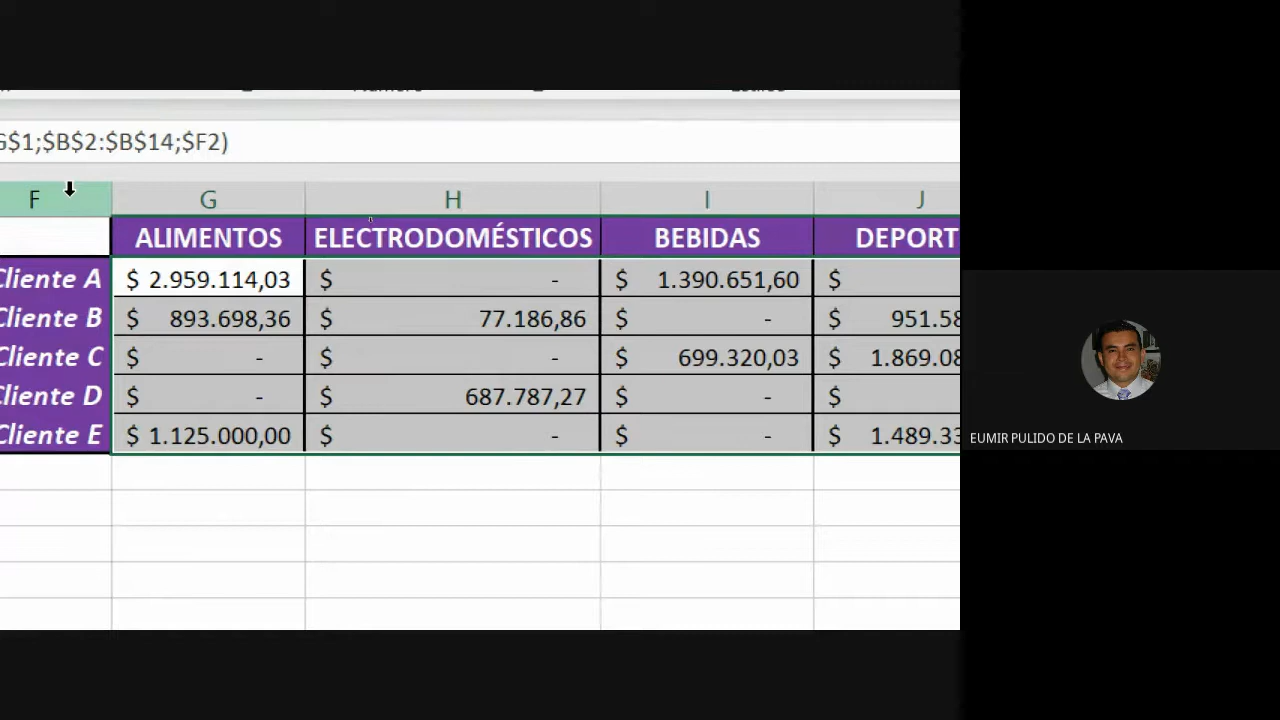 G$1;$B$2:$B$14;$F2)
F G H I J
ALIMENTOS ELECTRODOMÉSTICOS BEBIDAS DEPORT
Cliente A $ 2.959.114,03 $ - $ 1.390.651,60 $
Cliente B $ 893.698,36 $ 77.186,86 $ - $ 951.58
Cliente C $ - $ - $ 699.320,03 $ 1.869.08
Cliente D $ - $ 687.787,27 $ - $
Cliente E $ 1.125.000,00 $ - $ - $ 1.489.33
EUMIR PULIDO DE LA PAVA